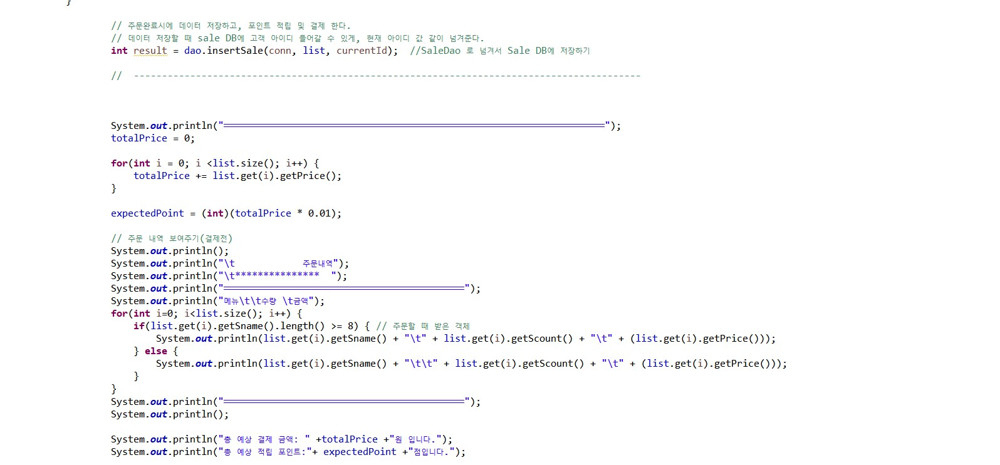 }
// 주문완료시에 데이터 저장하고, 포인트 적립 및 결제 한다.
// 데이터 저장할 때 sale DB에 고객 아이디 들어갈 수 있게, 현재 아이디 값 같이 넘겨준다.
int result = dao.insertSale(conn, list, currentId);  //SaleDao 로 넘겨서 Sale DB에 저장하기
//  ------------------------------------------------------------------------------------------
System.out.println("======================================================================");
totalPrice = 0;
for(int i = 0; i <list.size(); i++) {
    totalPrice += list.get(i).getPrice();
}
expectedPoint = (int)(totalPrice * 0.01);
// 주문 내역 보여주기(결제전)
System.out.println();
System.out.println("\t            주문내역");
System.out.println("\t***************  ");
System.out.println("============================================");
System.out.println("메뉴\t\t수량 \t금액");
for(int i=0; i<list.size(); i++) {
    if(list.get(i).getSname().length() >= 8) { // 주문할 때 받은 객체
        System.out.println(list.get(i).getSname() + "\t" + list.get(i).getScount() + "\t" + (list.get(i).getPrice()));
    } else {
        System.out.println(list.get(i).getSname() + "\t\t" + list.get(i).getScount() + "\t" + (list.get(i).getPrice()));
    }
}
System.out.println("============================================");
System.out.println();
System.out.println("총 예상 결제 금액: " +totalPrice +"원 입니다.");
System.out.println("총 예상 적립 포인트:"+ expectedPoint +"점입니다.");